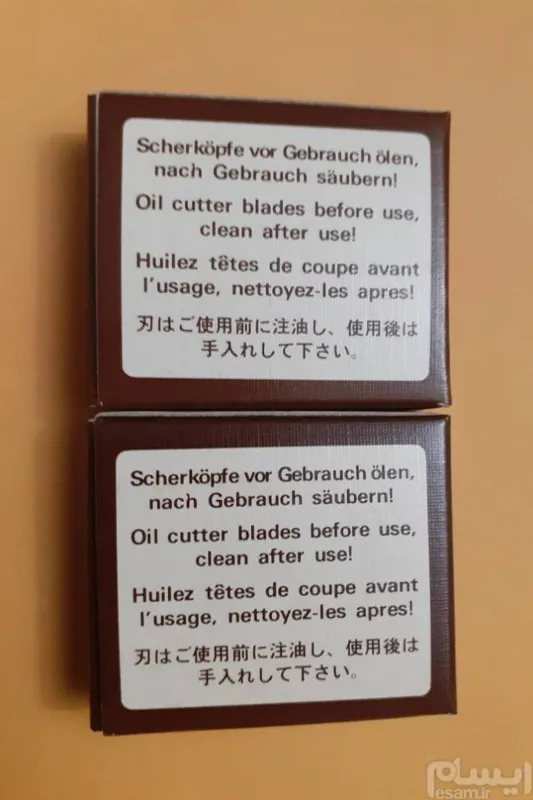 Scherköpfe vor Gebrauch ölen,
nach Gebrauch säubern!
Oil cutter blades before use,
clean after use!
Huilez têtes de coupe avant
l'usage, nettoyez-les apres!
刃はご使用前に注油し、使用後は
手入れして下さい。
Scherköpfe vor Gebrauch ölen,
nach Gebrauch säubern!
Oil cutter blades before use,
clean after use!
Huilez têtes de coupe avant
l'usage, nettoyez-les apres!
刃はご使用前に注油し、使用後は
手入れして下さい。
ایسام
esam.ir